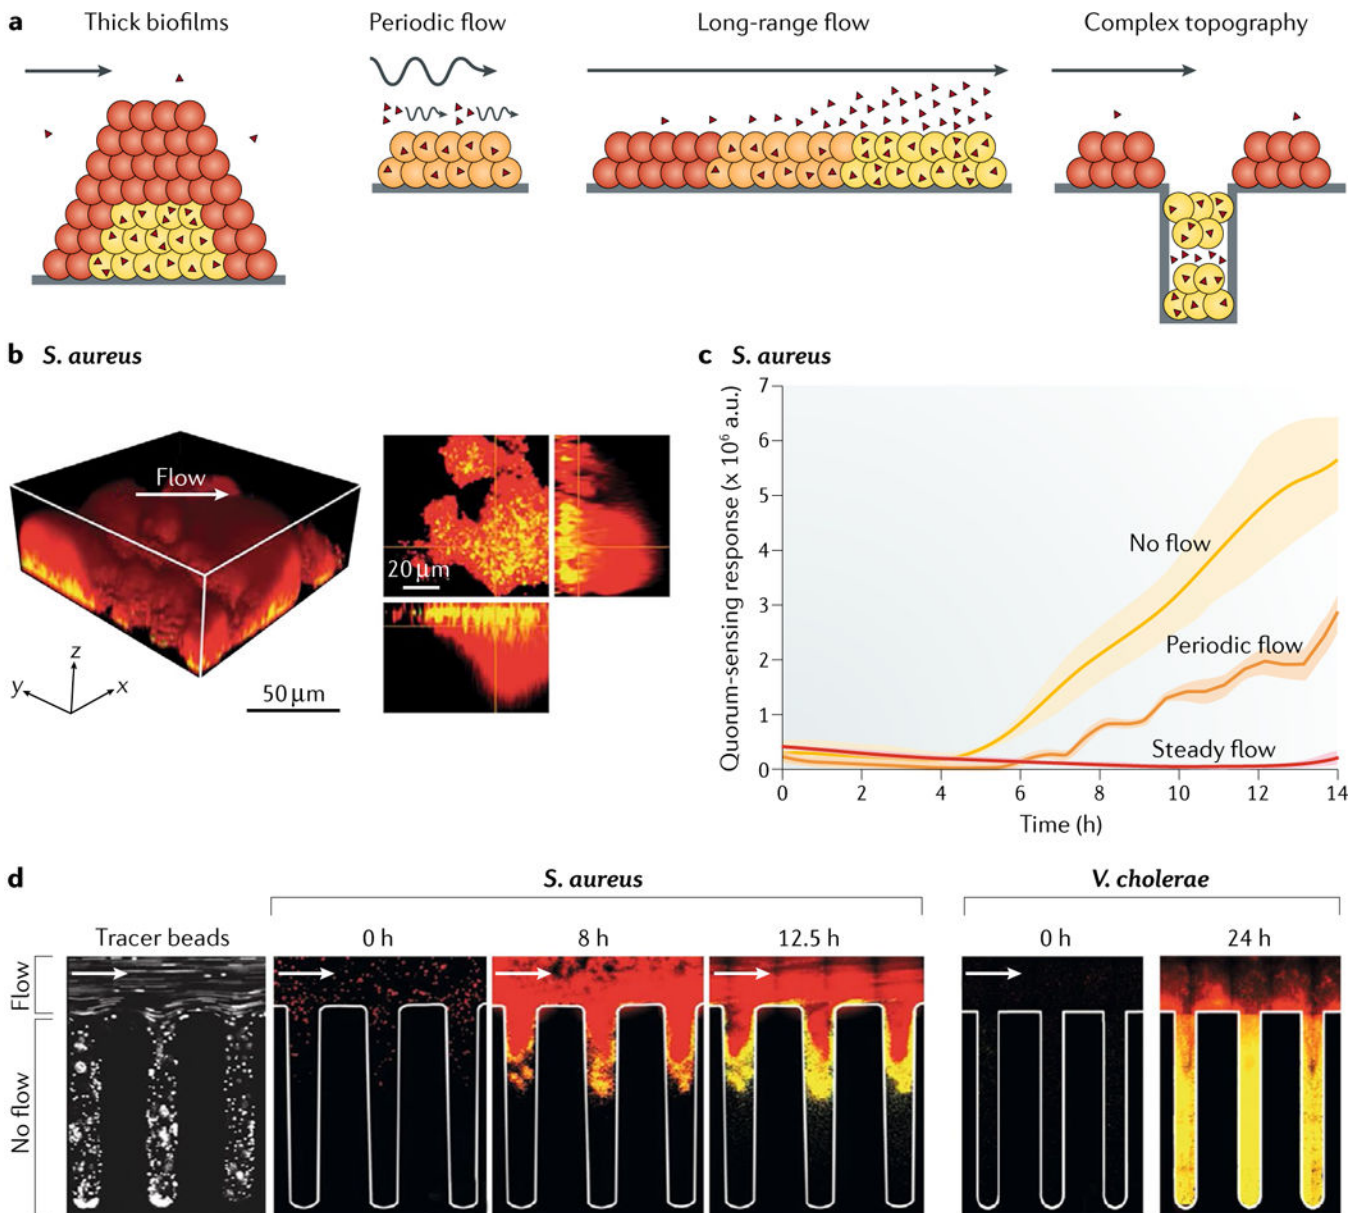 a
Thick biofilms
Periodic flow
Long-range flow
Complex topography
b S. aureus
Flow
20 μm
z
y
x
50 μm
c S. aureus
Quorum-sensing response (x 10⁶ a.u.)
7
6
5
4
3
2
1
0
No flow
Periodic flow
Steady flow
0 2 4 6 8 10 12 14
Time (h)
d
S. aureus
V. cholerae
Tracer beads
0 h
8 h
12.5 h
0 h
24 h
Flow
No flow